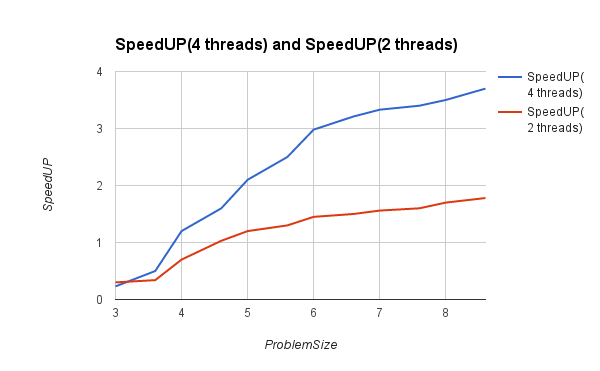 SpeedUP(4 threads) and SpeedUP(2 threads)
4
3
2
1
0
SpeedUP
3 4 5 6 7 8
ProblemSize
SpeedUP(
4 threads)
SpeedUP(
2 threads)